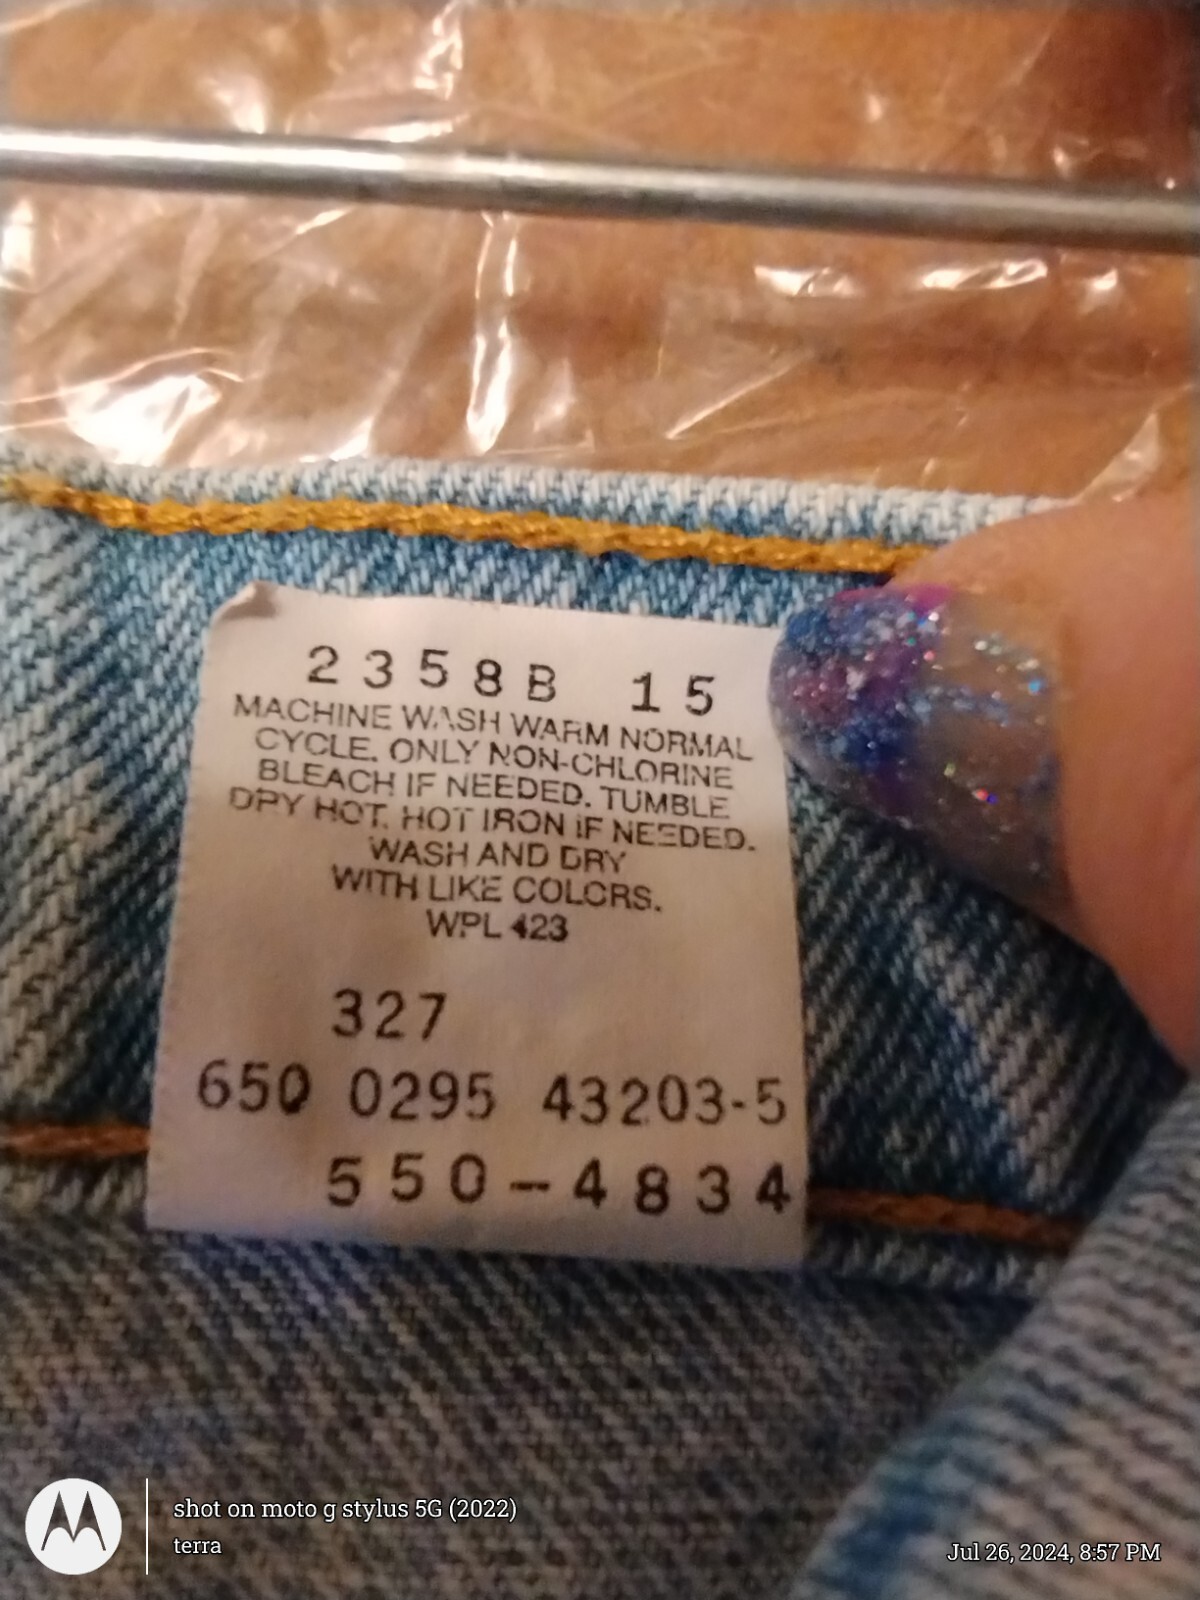 2358B 15
MACHINE WASH WARM NORMAL
CYCLE. ONLY NON-CHLORINE
BLEACH IF NEEDED. TUMBLE
DRY HOT. HOT IRON IF NEEDED.
WASH AND DRY
WITH LIKE COLORS.
WPL 423
327
650 0295 43203-5
550-4834
shot on moto g stylus 5G (2022)
terra
Jul 26, 2024, 8:57 PM